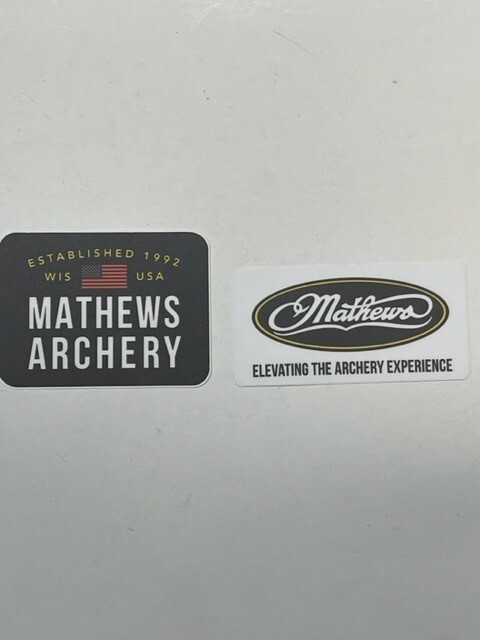 ESTABLISHED 1992
WIS USA
MATHEWS
ARCHERY
Mathews
ELEVATING THE ARCHERY EXPERIENCE